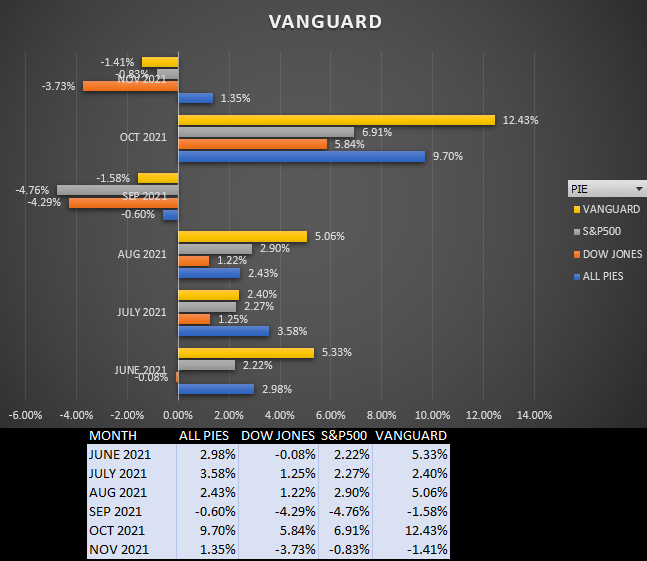 VANGUARD
-1.41%
-0.83%
NOV 2021
-3.73%
1.35%
12.43%
6.91%
OCT 2021
5.84%
9.70%
-1.58%
-4.76%
SEP 2021
-4.29%
-0.60%
5.06%
2.90%
AUG 2021
1.22%
2.43%
2.40%
2.27%
JULY 2021
1.25%
3.58%
5.33%
2.22%
JUNE 2021
-0.08%
2.98%
-6.00% -4.00% -2.00% 0.00% 2.00% 4.00% 6.00% 8.00% 10.00% 12.00% 14.00%
PIE
VANGUARD
S&P500
DOW JONES
ALL PIES
MONTH ALL PIES DOW JONES S&P500 VANGUARD
JUNE 2021 2.98% -0.08% 2.22% 5.33%
JULY 2021 3.58% 1.25% 2.27% 2.40%
AUG 2021 2.43% 1.22% 2.90% 5.06%
SEP 2021 -0.60% -4.29% -4.76% -1.58%
OCT 2021 9.70% 5.84% 6.91% 12.43%
NOV 2021 1.35% -3.73% -0.83% -1.41%